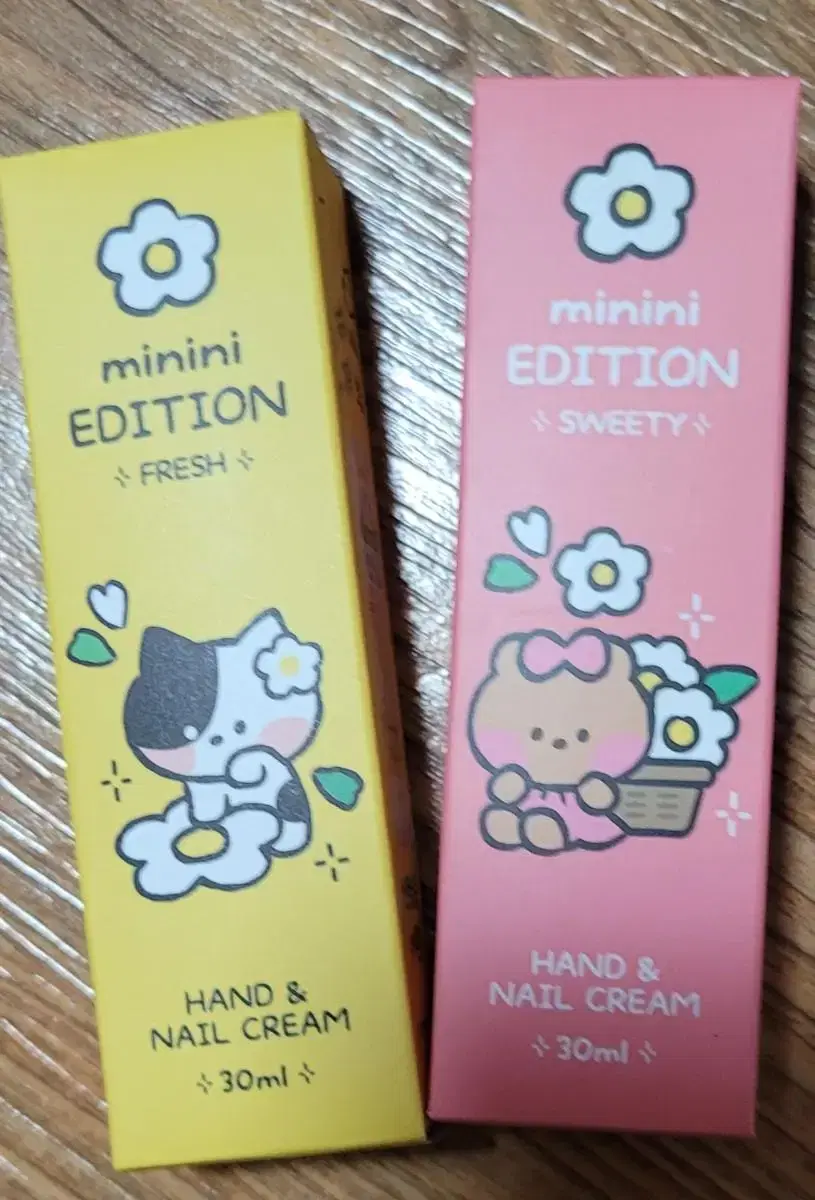 minini
EDITION
FRESH
HAND &
NAIL CREAM
30ml
minini
EDITION
SWEETY
HAND &
NAIL CREAM
30ml